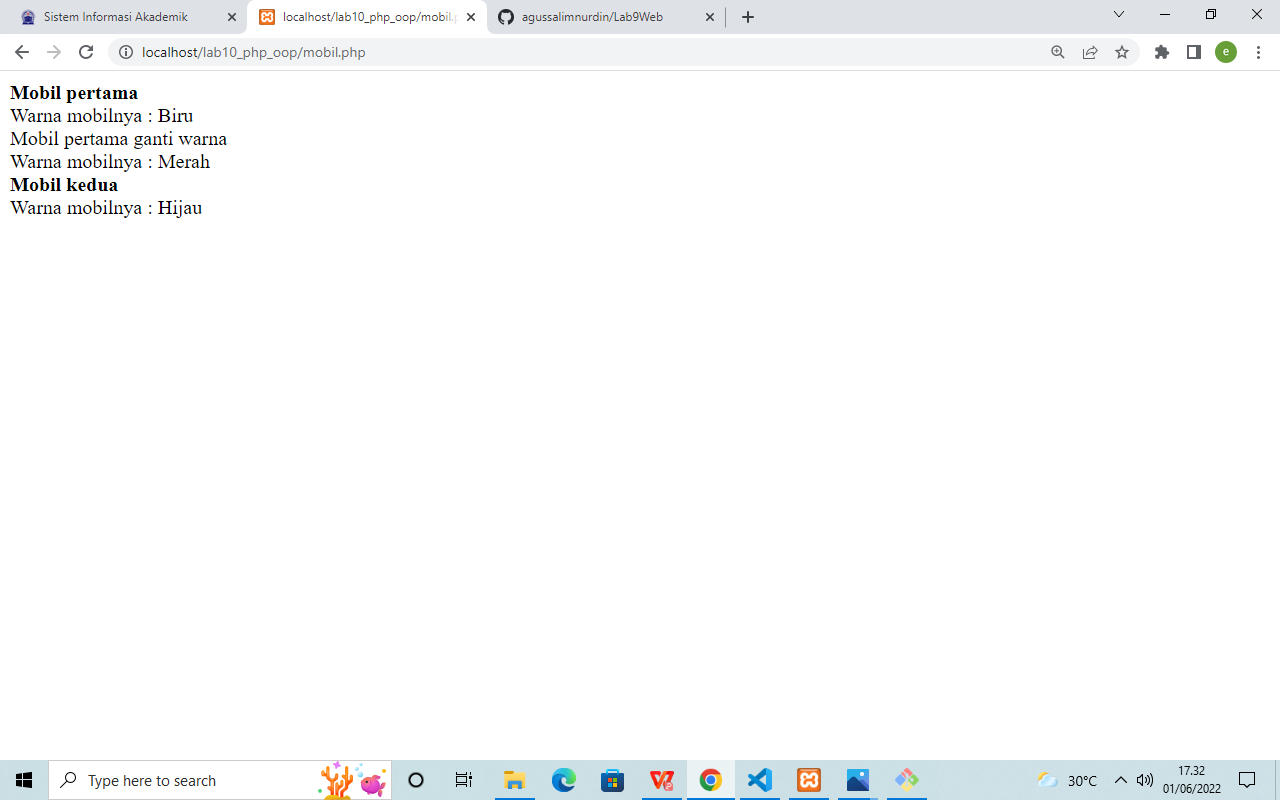 Sistem Informasi Akademik
localhost/lab10_php_oop/mobil.p
agussalimnurdin/Lab9Web
localhost/lab10_php_oop/mobil.php
e
Mobil pertama
Warna mobilnya : Biru
Mobil pertama ganti warna
Warna mobilnya : Merah
Mobil kedua
Warna mobilnya : Hijau
Type here to search
30°C
17.32
01/06/2022